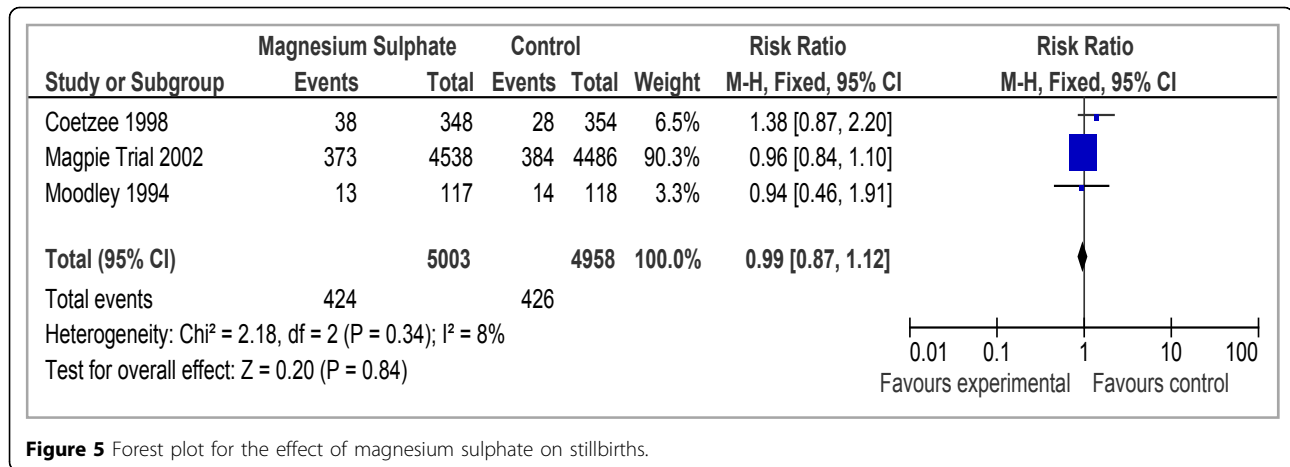 Magnesium Sulphate Control Risk Ratio Risk Ratio
Study or Subgroup Events Total Events Total Weight M-H, Fixed, 95% CI M-H, Fixed, 95% CI
Coetzee 1998 38 348 28 354 6.5% 1.38 [0.87, 2.20]
Magpie Trial 2002 373 4538 384 4486 90.3% 0.96 [0.84, 1.10]
Moodley 1994 13 117 14 118 3.3% 0.94 [0.46, 1.91]
Total (95% CI) 5003 4958 100.0% 0.99 [0.87, 1.12]
Total events 424 426
Heterogeneity: Chi² = 2.18, df = 2 (P = 0.34); I² = 8%
Test for overall effect: Z = 0.20 (P = 0.84)
0.01 0.1 1 10 100
Favours experimental Favours control
Figure 5 Forest plot for the effect of magnesium sulphate on stillbirths.